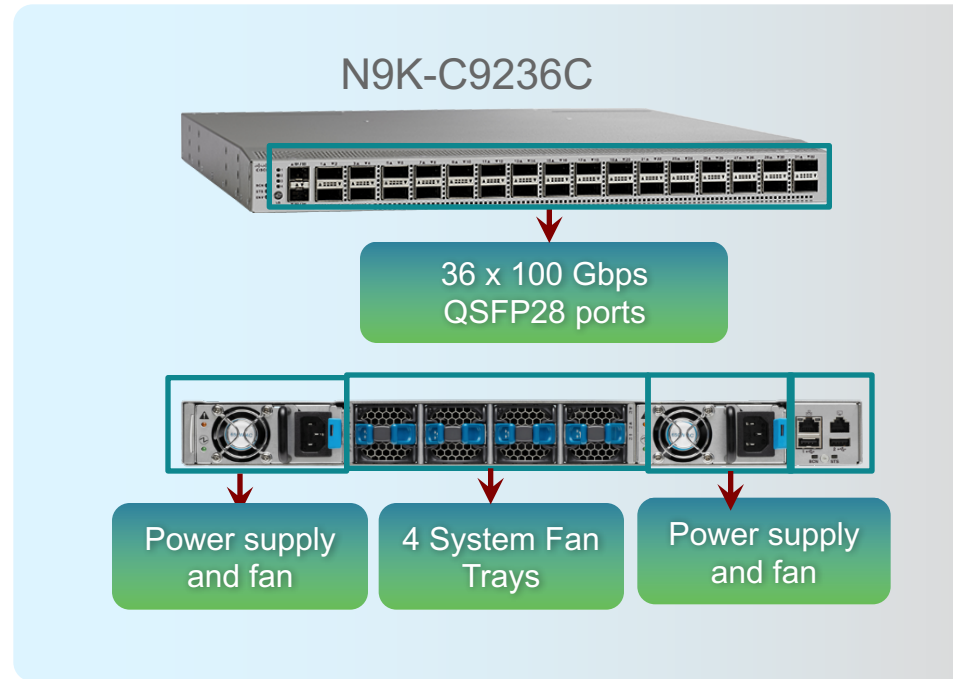 N9K-C9236C
36 x 100 Gbps
QSFP28 ports
Power supply
and fan
4 System Fan
Trays
Power supply
and fan